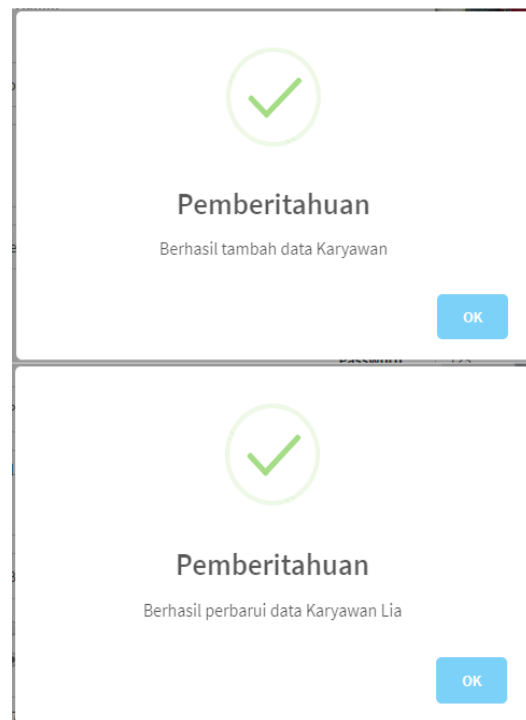 Pemberitahuan
Berhasil tambah data Karyawan
OK
Pemberitahuan
Berhasil perbarui data Karyawan Lia
OK